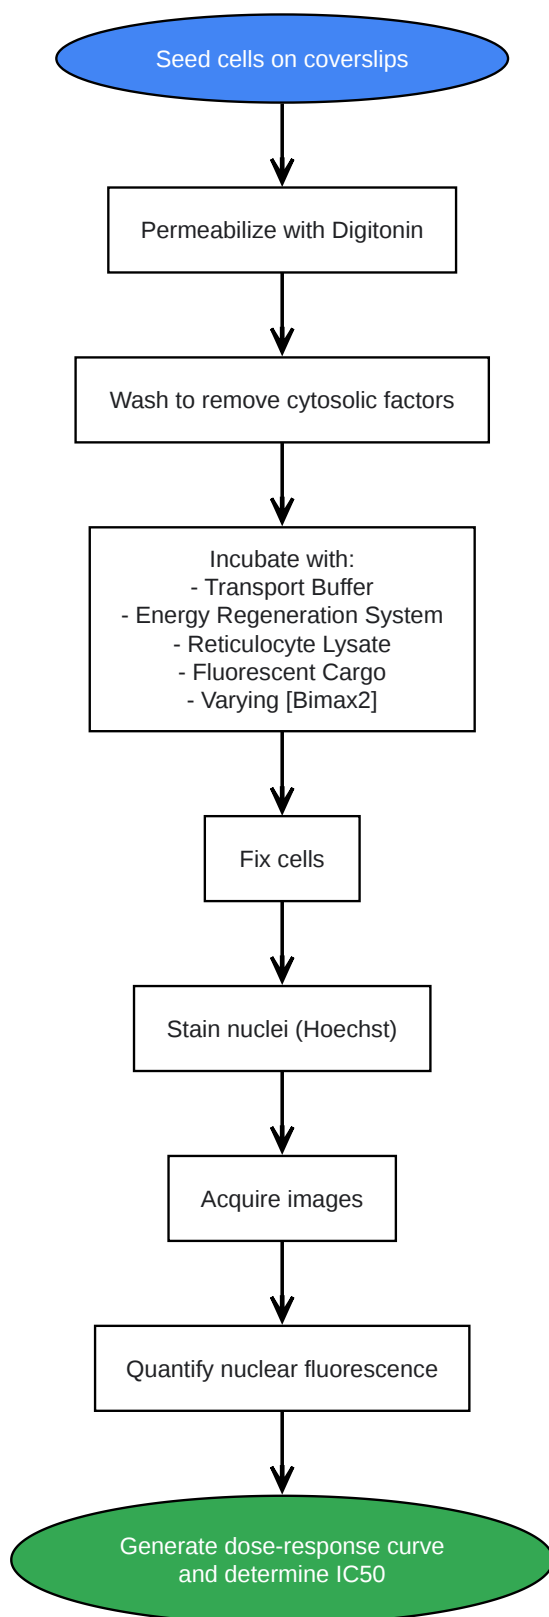 Seed cells on coverslips
Permeabilize with Digitonin
Wash to remove cytosolic factors
Incubate with:
- Transport Buffer
- Energy Regeneration System
- Reticulocyte Lysate
- Fluorescent Cargo
- Varying [Bimax2]
Fix cells
Stain nuclei (Hoechst)
Acquire images
Quantify nuclear fluorescence
Generate dose-response curve
and determine IC50